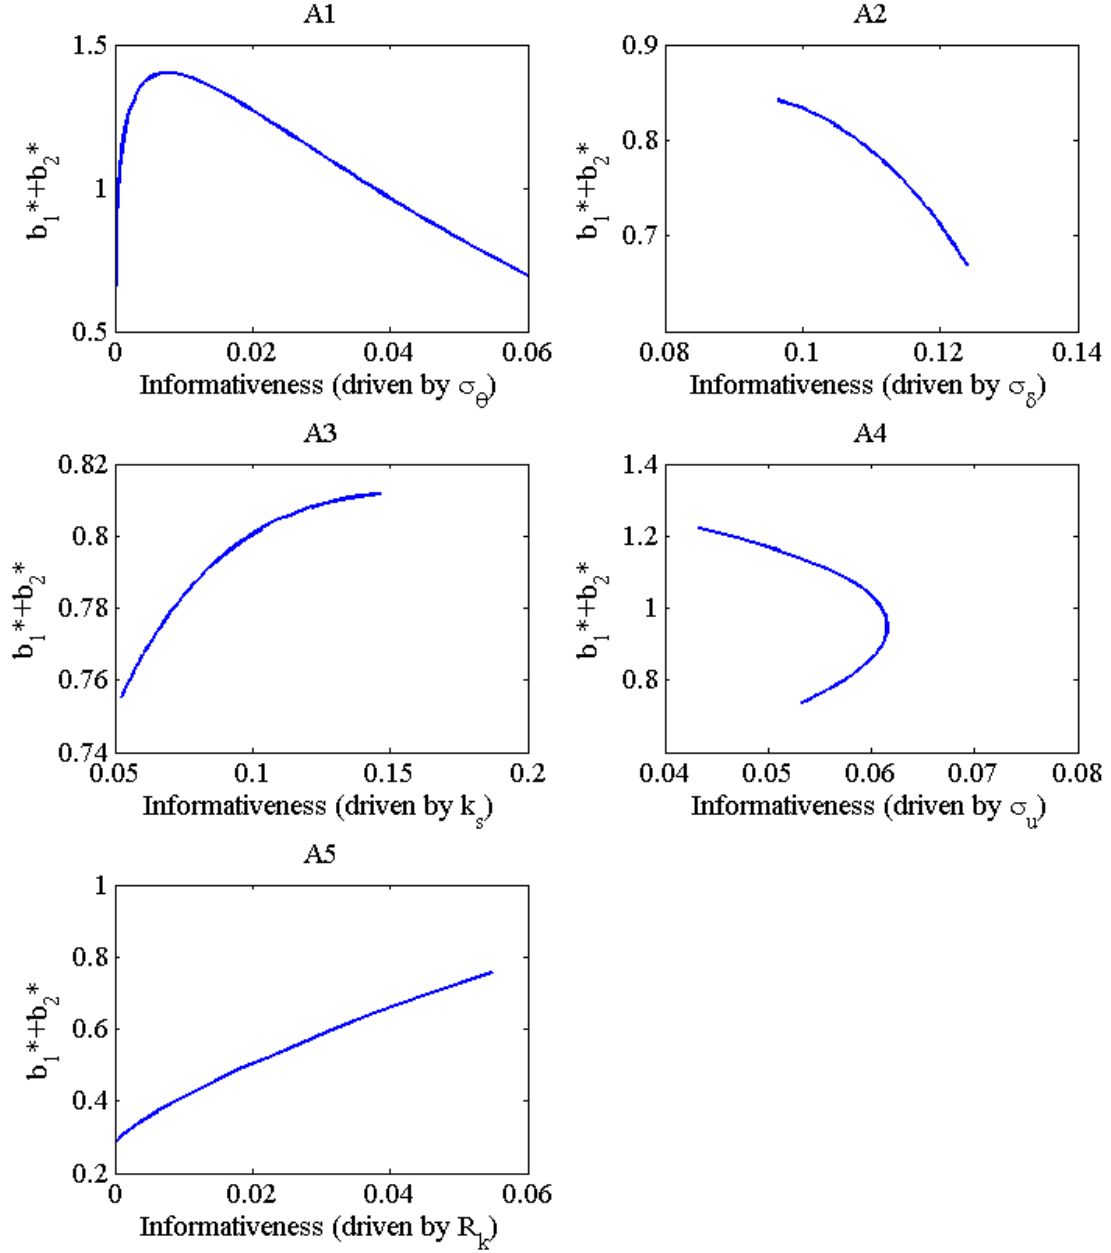 A1
1.5
1
0.5
b1*+b2*
0 0.02 0.04 0.06
Informativeness (driven by σθ)
A2
0.9
0.8
0.7
b1*+b2*
0.08 0.1 0.12 0.14
Informativeness (driven by σδ)
A3
0.82
0.8
0.78
0.76
0.74
b1*+b2*
0.05 0.1 0.15 0.2
Informativeness (driven by ks)
A4
1.4
1.2
1
0.8
b1*+b2*
0.04 0.05 0.06 0.07 0.08
Informativeness (driven by σu)
A5
1
0.8
0.6
0.4
0.2
b1*+b2*
0 0.02 0.04 0.06
Informativeness (driven by Rk)